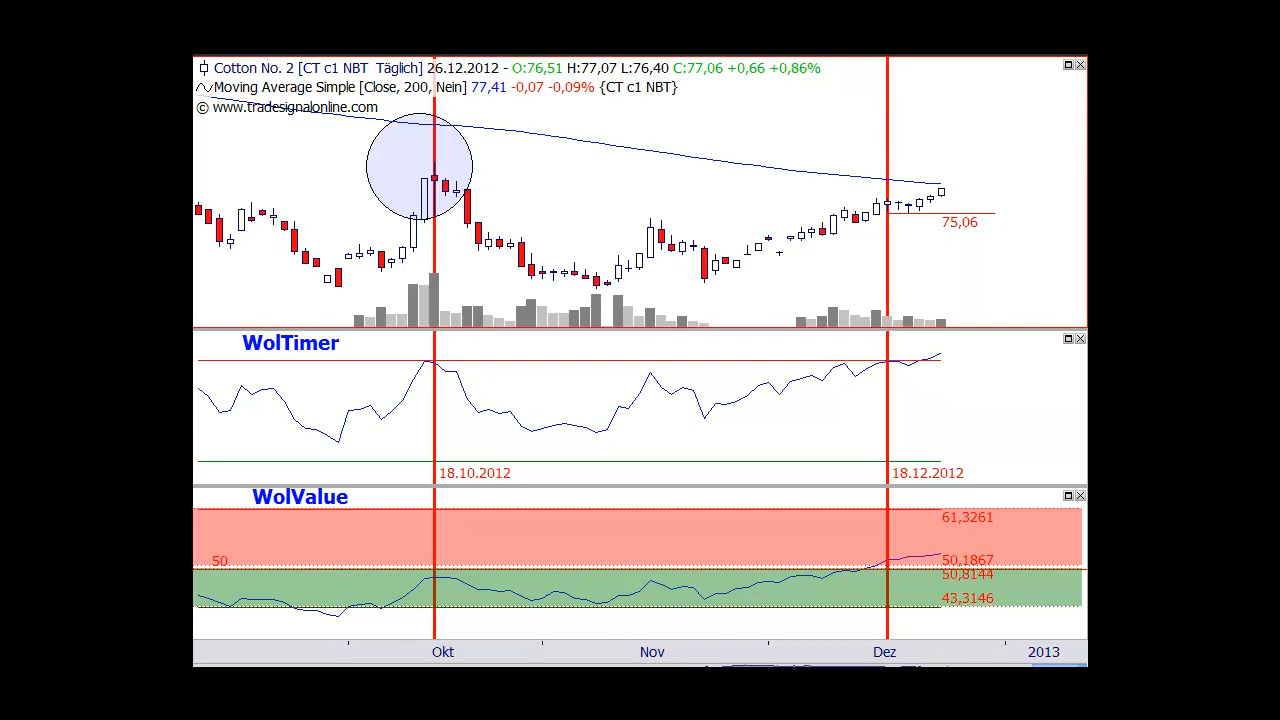 Cotton No. 2 [CT c1 NBT Täglich] 26.12.2012 - O:76,51 H:77,07 L:76,40 C:77,06 +0,66 +0,86%
Moving Average Simple [Close, 200, Nein] 77,41 -0,07 -0,09% {CT c1 NBT}
© www.tradesignalonline.com
75,06
WolTimer
18.10.2012
18.12.2012
WolValue
61,3261
50
50,1867
50,8144
43,3146
Okt
Nov
Dez
2013